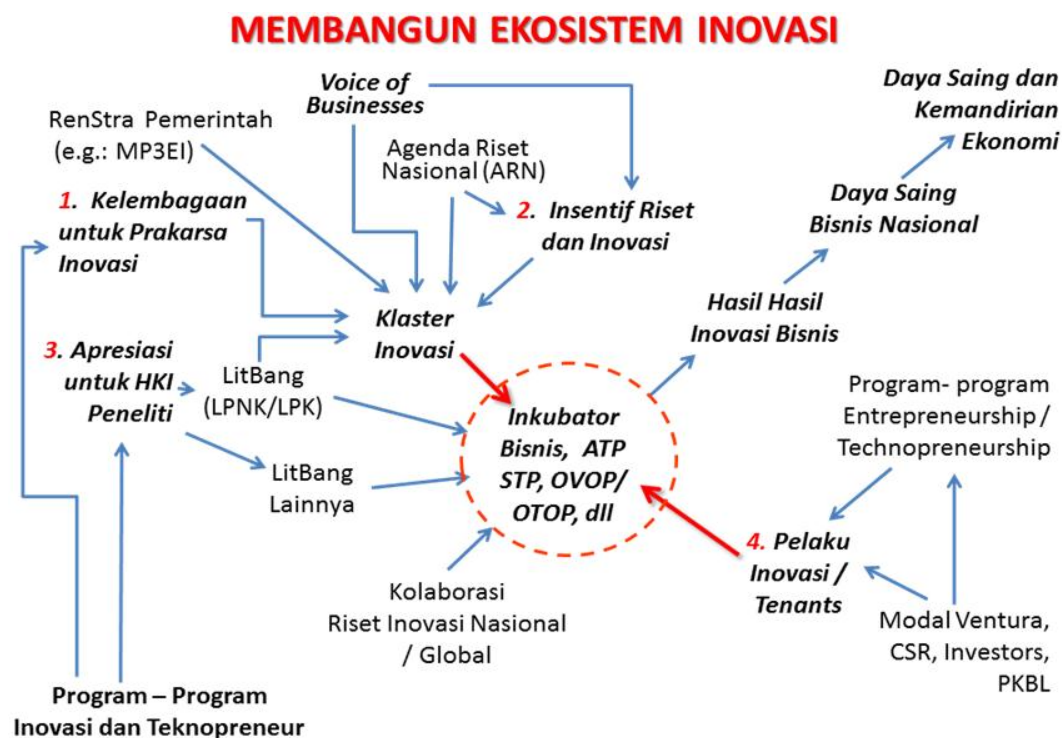 MEMBANGUN EKOSISTEM INOVASI
Voice of
Businesses
Daya Saing dan
Kemandirian
Ekonomi
RenStra Pemerintah
(e.g.: MP3EI)
Agenda Riset
Nasional (ARN)
1. Kelembagaan
untuk Prakarsa
Inovasi
2. Insentif Riset
dan Inovasi
Daya Saing
Bisnis Nasional
Klaster
Inovasi
Hasil Hasil
Inovasi Bisnis
3. Apresiasi
untuk HKI
Peneliti
LitBang
(LPNK/LPK)
Inkubator
Bisnis, ATP
STP, OVOP/
OTOP, dll
Program- program
Entrepreneurship /
Technopreneurship
LitBang
Lainnya
4. Pelaku
Inovasi /
Tenants
Kolaborasi
Riset Inovasi Nasional
/ Global
Modal Ventura,
CSR, Investors,
PKBL
Program – Program
Inovasi dan Teknopreneur